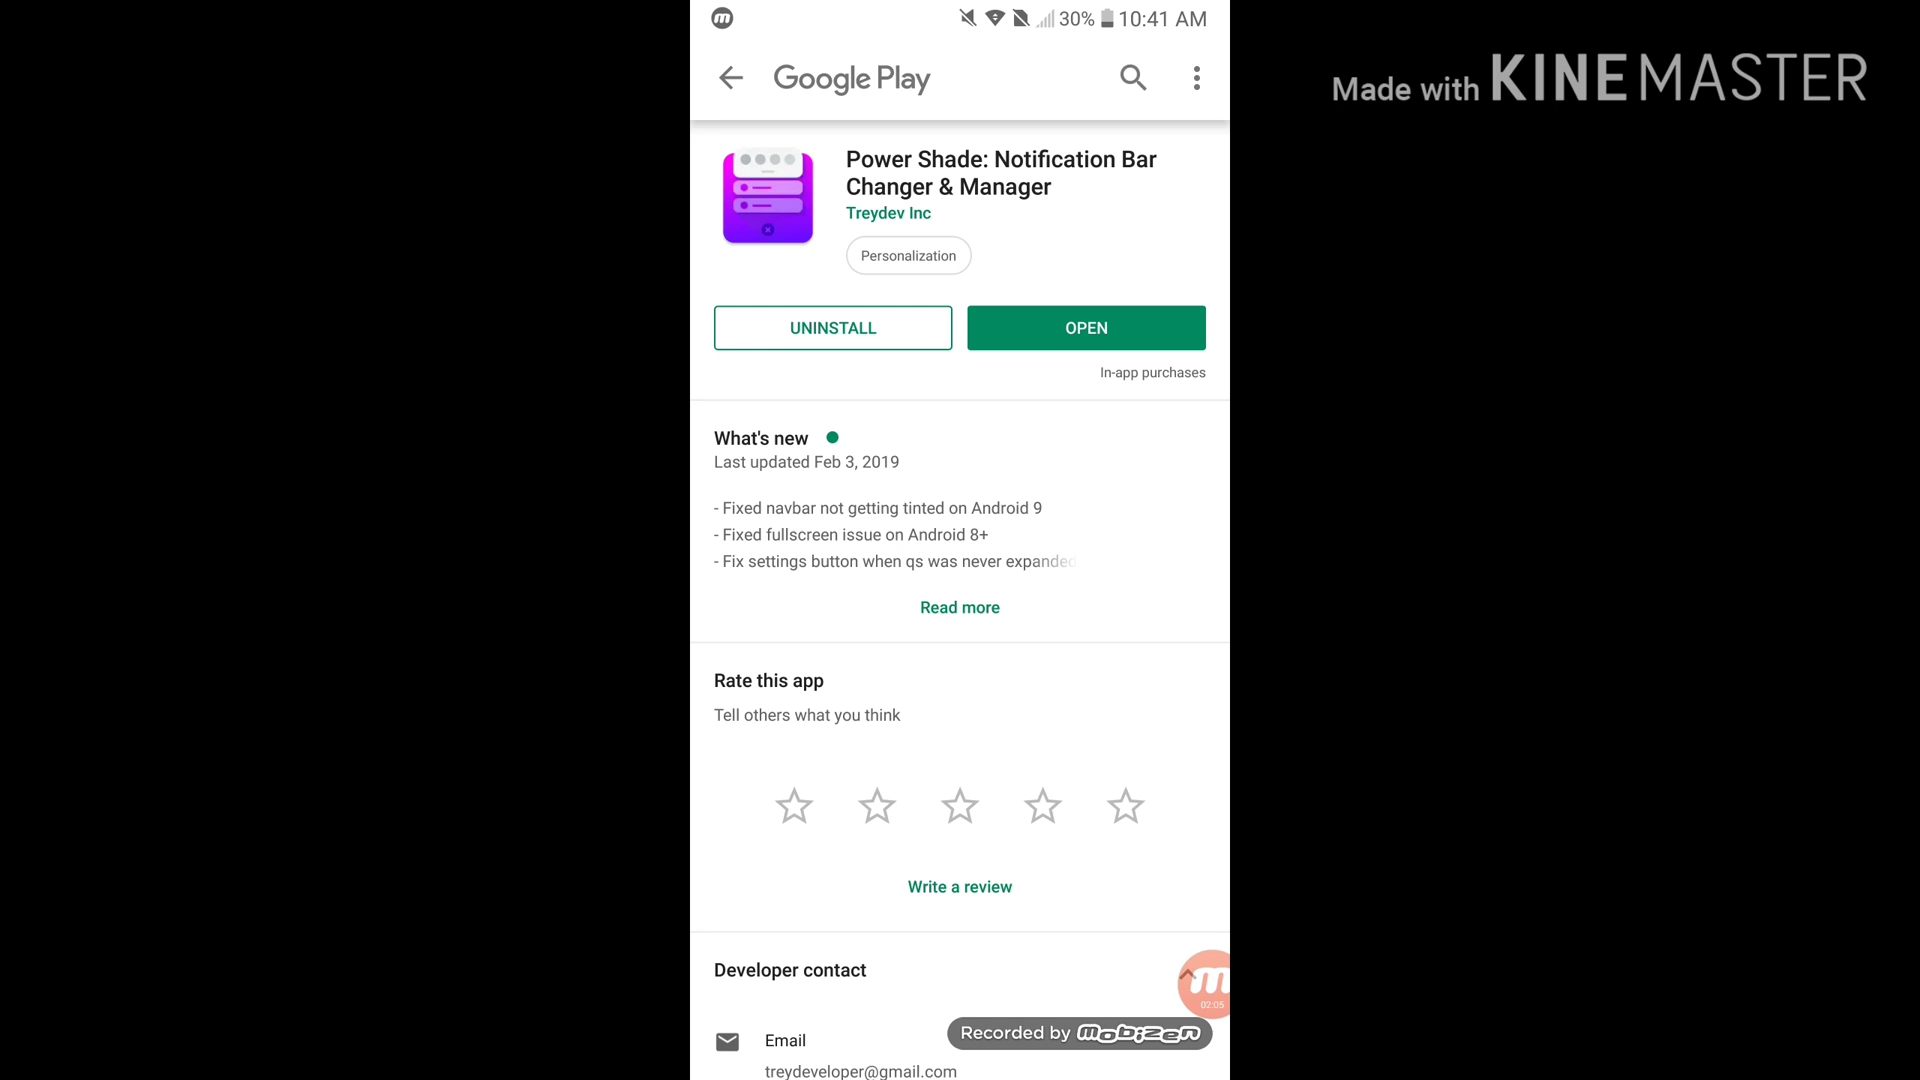 30% 10:41 AM
Google Play
Made with KINEMASTER
Power Shade: Notification Bar
Changer & Manager
Treydev Inc
Personalization
UNINSTALL
OPEN
In-app purchases
What's new
Last updated Feb 3, 2019
- Fixed navbar not getting tinted on Android 9
- Fixed fullscreen issue on Android 8+
- Fix settings button when qs was never expanded
Read more
Rate this app
Tell others what you think
Write a review
Developer contact
02:05
Recorded by mobizen
Email
treydeveloper@gmail.com